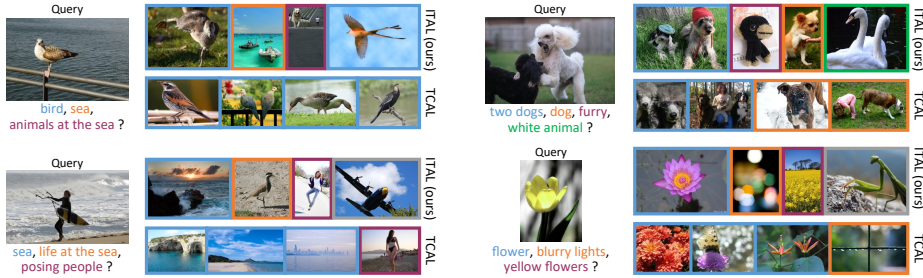 Query
bird, sea,
animals at the sea ?
ITAL (ours)
TCAL
Query
two dogs, dog, furry,
white animal ?
ITAL (ours)
TCAL
Query
sea, life at the sea,
posing people ?
ITAL (ours)
TCAL
Query
flower, blurry lights,
yellow flowers ?
ITAL (ours)
TCAL